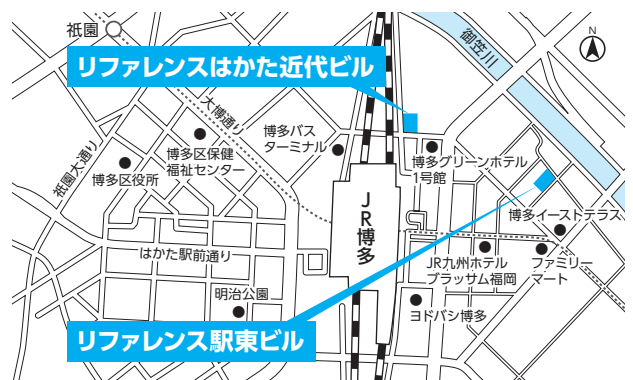 祇園
御笠川
N
リファレンスはかた近代ビル
大博通り
博多バス
ターミナル
博多区保健
福祉センター
博多区役所
祇園大通り
博多グリーンホテル
1号館
JR博多
博多イーストテラス
はかた駅前通り
JR九州ホテル
ブラッサム福岡
ファミリー
マート
明治公園
ヨドバシ博多
リファレンス駅東ビル